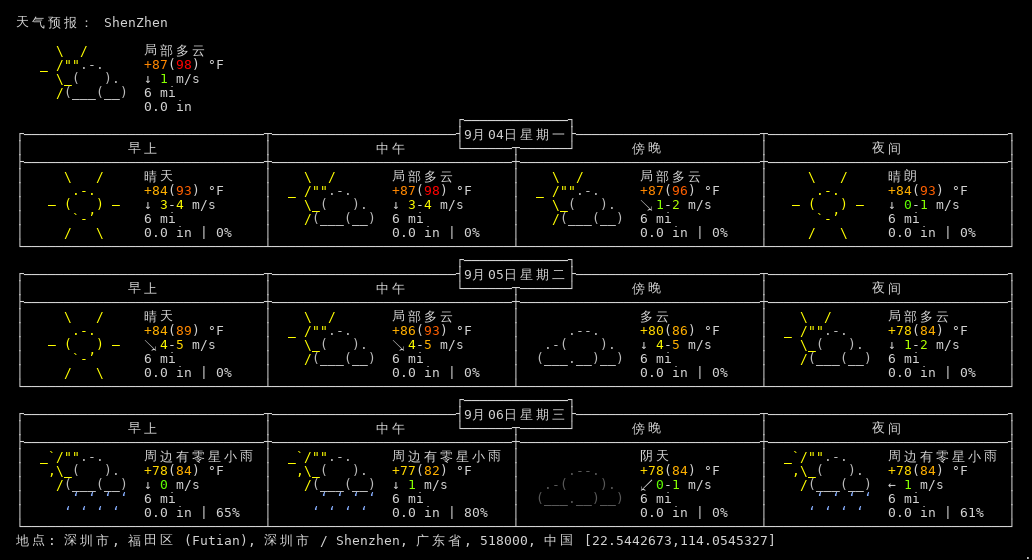 天气预报： ShenZhen
局部多云
+87(98) °F
↓ 1 m/s
6 mi
0.0 in
9月04日星期一
早上 中午 傍晚 夜间
晴天 局部多云 局部多云 晴朗
+84(93) °F +87(98) °F +87(96) °F +84(93) °F
↓ 3-4 m/s ↓ 3-4 m/s ↘ 1-2 m/s ↓ 0-1 m/s
6 mi 6 mi 6 mi 6 mi
0.0 in | 0% 0.0 in | 0% 0.0 in | 0% 0.0 in | 0%
9月05日星期二
早上 中午 傍晚 夜间
晴天 局部多云 多云 局部多云
+84(89) °F +86(93) °F +80(86) °F +78(84) °F
↘ 4-5 m/s ↘ 4-5 m/s ↓ 4-5 m/s ↓ 1-2 m/s
6 mi 6 mi 6 mi 6 mi
0.0 in | 0% 0.0 in | 0% 0.0 in | 0% 0.0 in | 0%
9月06日星期三
早上 中午 傍晚 夜间
周边有零星小雨 周边有零星小雨 阴天 周边有零星小雨
+78(84) °F +77(82) °F +78(84) °F +78(84) °F
↓ 0 m/s ↓ 1 m/s ↙ 0-1 m/s ← 1 m/s
6 mi 6 mi 6 mi 6 mi
0.0 in | 65% 0.0 in | 80% 0.0 in | 0% 0.0 in | 61%
地点: 深圳市, 福田区 (Futian), 深圳市 / Shenzhen, 广东省, 518000, 中国 [22.5442673,114.0545327]